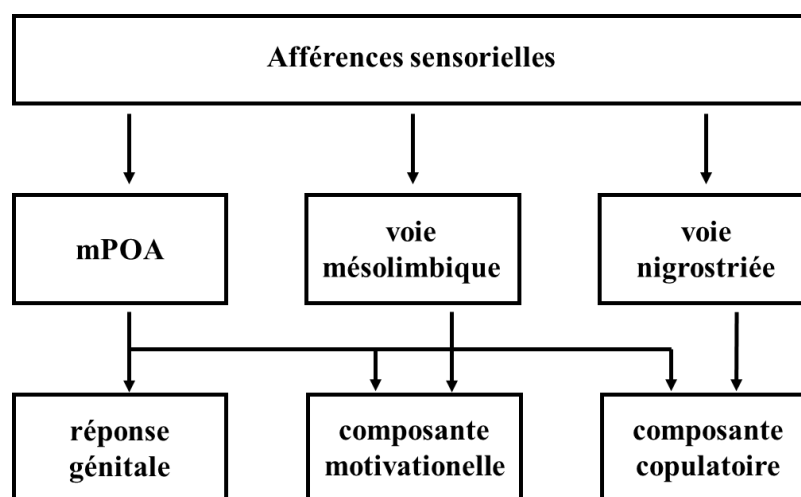 Afférences sensorielles
mPOA
voie
mésolimbique
voie
nigrostriée
réponse
génitale
composante
motivationelle
composante
copulatoire